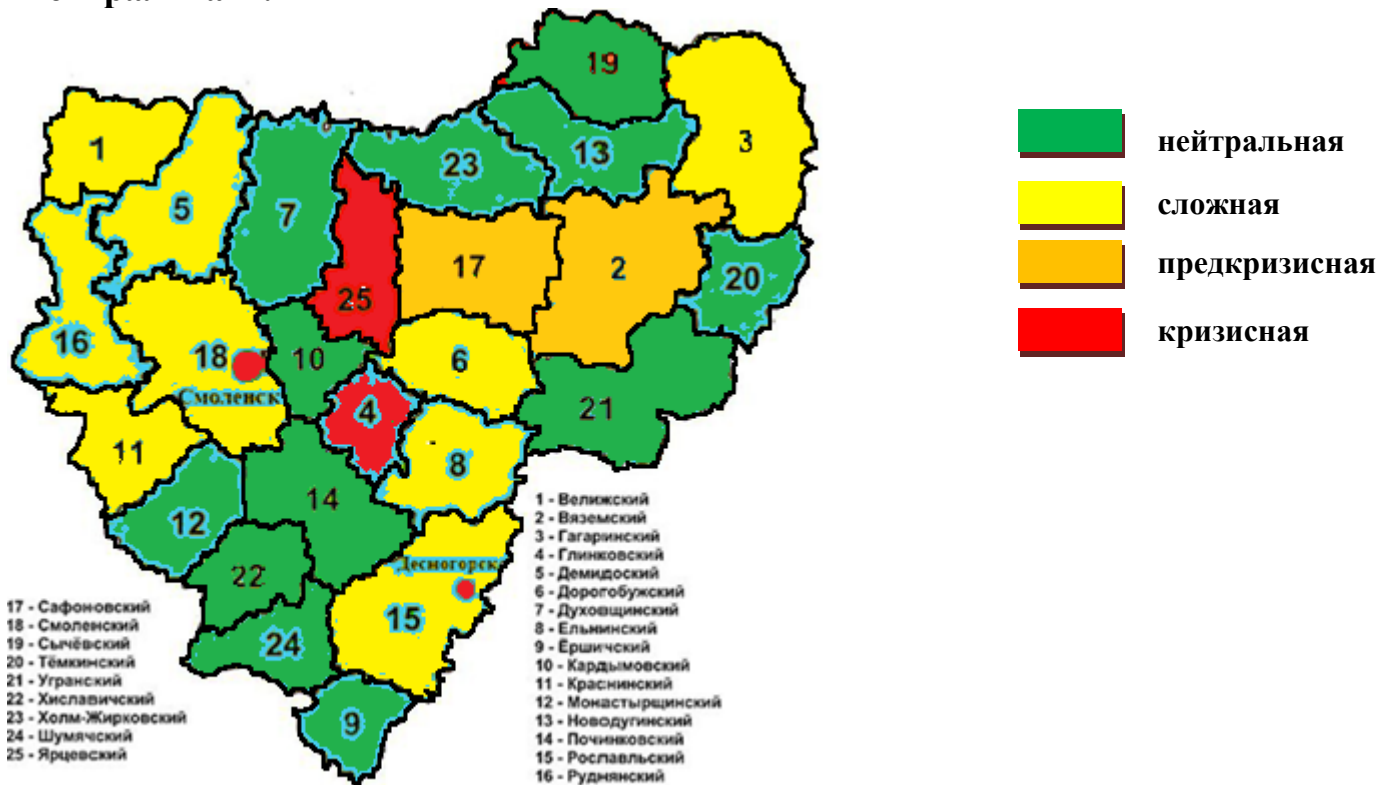 19
3
1
13
23
5
7
17
2
20
25
16
18
10
6
Смоленск
4
21
11
8
14
12
Десногорск
22
15
24
9
нейтральная
сложная
предкризисная
кризисная
17 - Сафоновский
18 - Смоленский
19 - Сычёвский
20 - Тёмкинский
21 - Угранский
22 - Хиславичский
23 - Холм-Жирковский
24 - Шумячский
25 - Ярцевский
1 - Велижский
2 - Вяземский
3 - Гагаринский
4 - Глинковский
5 - Демидоский
6 - Дорогобужский
7 - Духовщинский
8 - Ельнинский
9 - Ёршичский
10 - Кардымовский
11 - Краснинский
12 - Монастырщинский
13 - Новодугинский
14 - Починковский
15 - Рославльский
16 - Руднянский